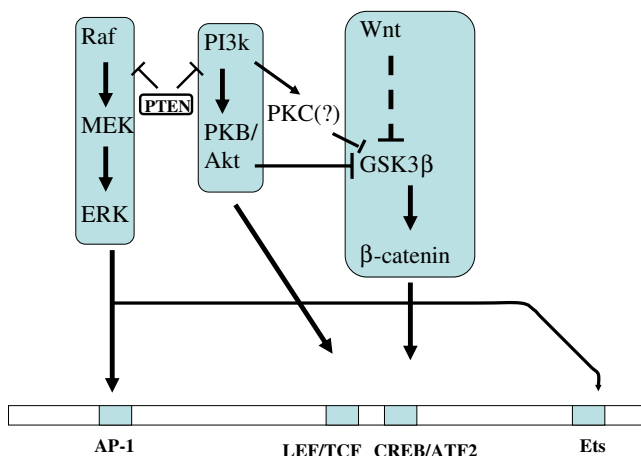 Raf
MEK
ERK
PTEN
PI3k
PKB/
Akt
PKC(?)
Wnt
GSK3β
β-catenin
AP-1
LEF/TCF
CREB/ATF2
Ets